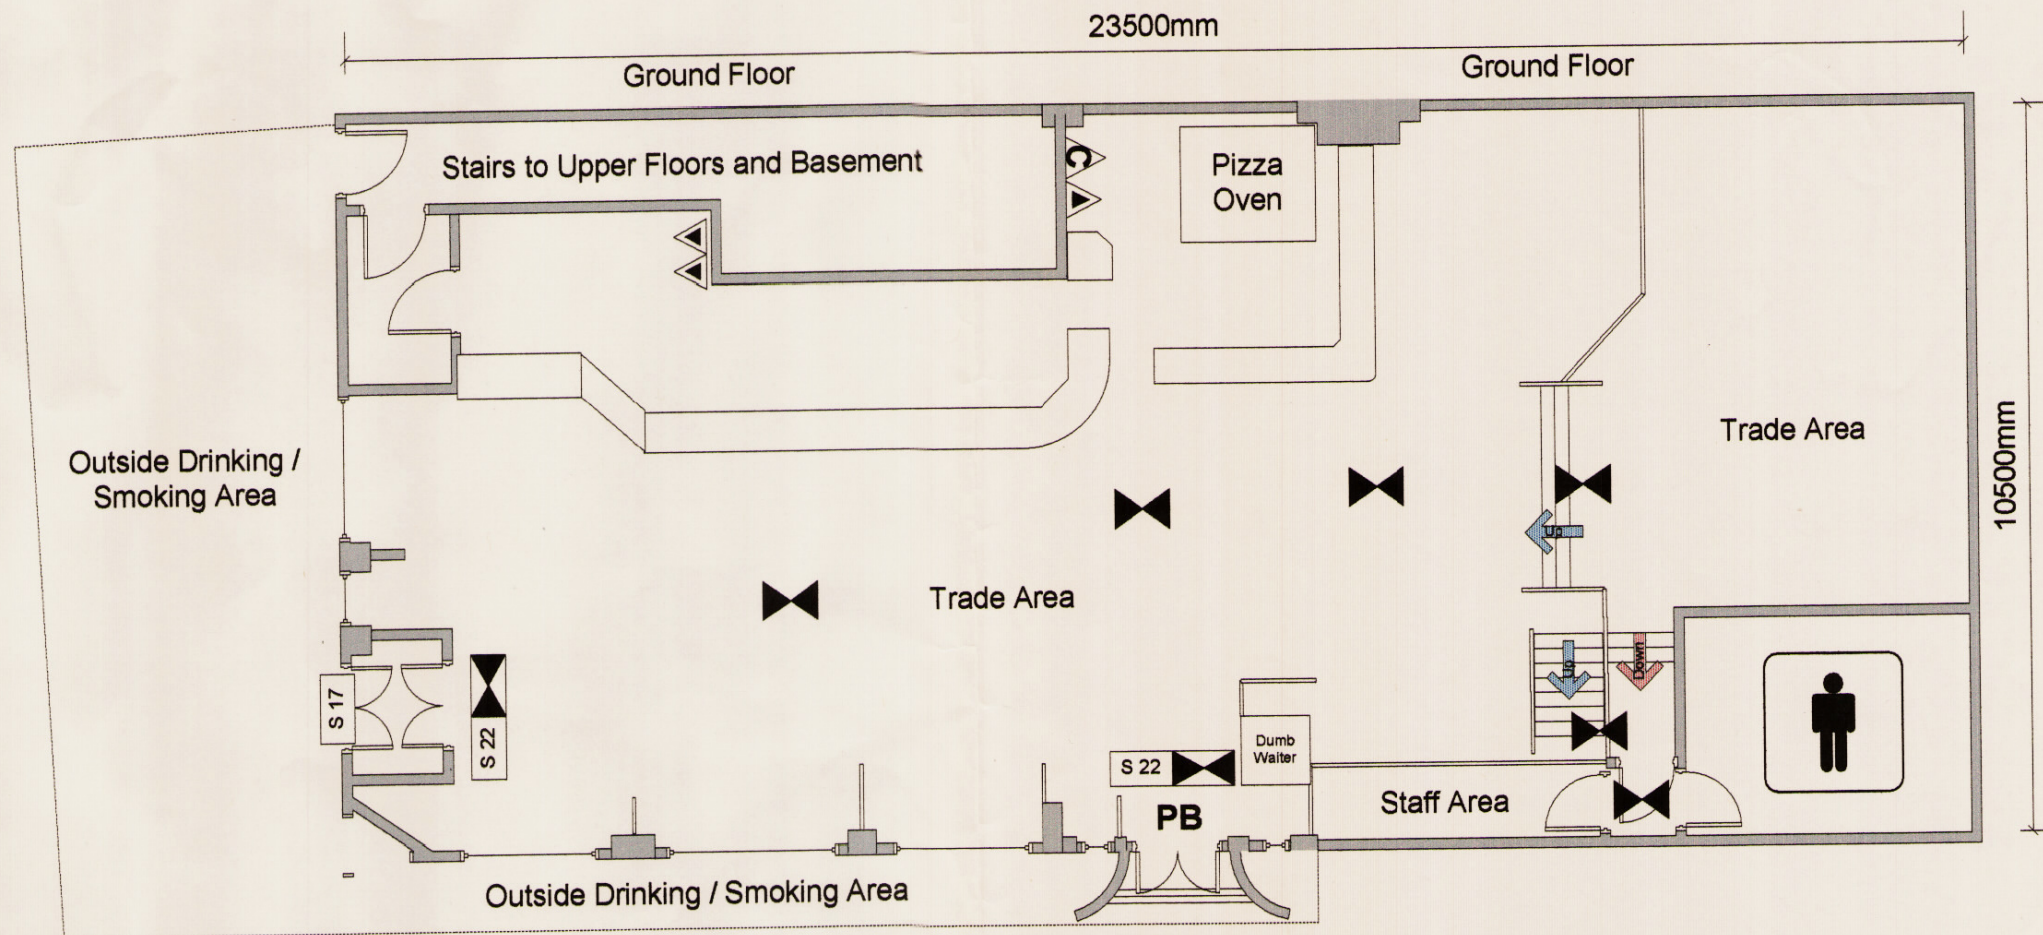 23500mm
Ground Floor
Ground Floor
Stairs to Upper Floors and Basement
C
Pizza
Oven
Outside Drinking /
Smoking Area
Trade Area
10500mm
Up
Trade Area
Up
Down
S 17
S 22
S 22
Dumb
Waiter
PB
Staff Area
Outside Drinking / Smoking Area